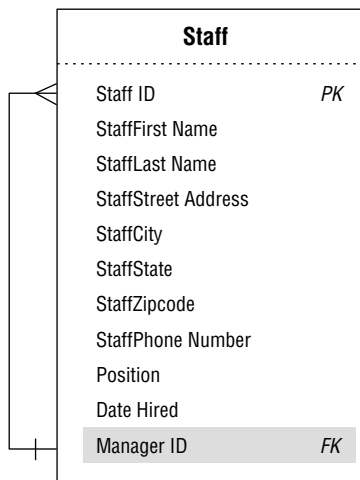 Staff
Staff ID PK
StaffFirst Name
StaffLast Name
StaffStreet Address
StaffCity
StaffState
StaffZipcode
StaffPhone Number
Position
Date Hired
Manager ID FK